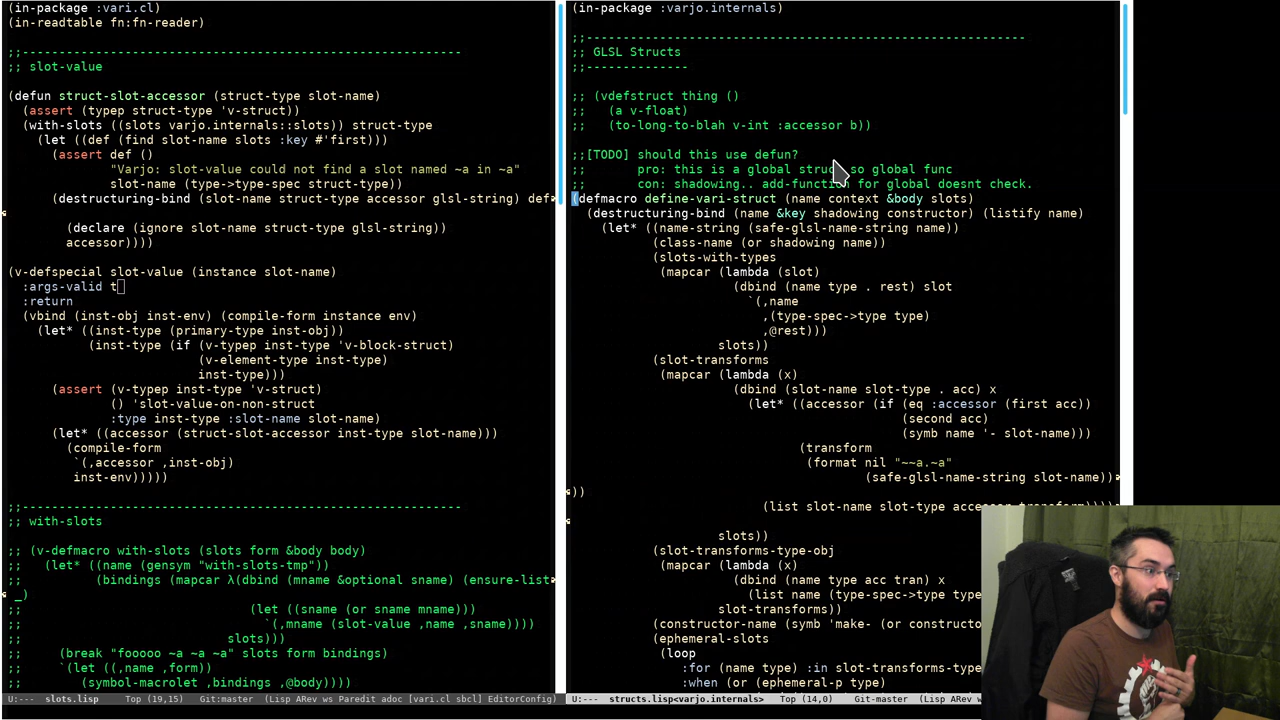 (in-package :vari.cl)
(in-readtable fn:fn-reader)
;;--------------------------------------------------------------
;; slot-value
(defun struct-slot-accessor (struct-type slot-name)
(assert (typep struct-type 'v-struct))
(with-slots ((slots varjo.internals::slots)) struct-type
(let ((def (find slot-name slots :key #'first)))
(assert def ()
"Varjo: slot-value could not find a slot named ~a in ~a"
slot-name (type->type-spec struct-type))
(destructuring-bind (slot-name struct-type accessor glsl-string) def
(declare (ignore slot-name struct-type glsl-string))
accessor))))
(v-defspecial slot-value (instance slot-name)
:args-valid t
:return
(vbind (inst-obj inst-env) (compile-form instance env)
(let* ((inst-type (primary-type inst-obj))
(inst-type (if (v-typep inst-type 'v-block-struct)
(v-element-type inst-type)
inst-type)))
(assert (v-typep inst-type 'v-struct)
() 'slot-value-on-non-struct
:type inst-type :slot-name slot-name)
(let* ((accessor (struct-slot-accessor inst-type slot-name)))
(compile-form
`(,accessor ,inst-obj)
inst-env)))))
;;--------------------------------------------------------------
;; with-slots
;; (v-defmacro with-slots (slots form &body body)
;;   (let* ((name (gensym "with-slots-tmp"))
;;          (bindings (mapcar λ(dbind (mname &optional sname) (ensure-list
_)
;;                              (let ((sname (or sname mname)))
;;                                `(,mname (slot-value ,name ,sname))))
;;                           slots)))
;;     (break "fooooo ~a ~a ~a" slots form bindings)
;;     `(let ((,name ,form))
;;        (symbol-macrolet ,bindings ,@body))))
U:---  slots.lisp     Top (19,15)     Git:master  (Lisp ARev ws Paredit adoc [vari.cl sbcl] EditorConfig)
(in-package :varjo.internals)
;;------------------------------------------------------------
;; GLSL Structs
;;--------------
;; (vdefstruct thing ()
;;   (a v-float)
;;   (to-long-to-blah v-int :accessor b))
;;[TODO] should this use defun?
;;       pro: this is a global struct so global func
;;       con: shadowing.. add-function for global doesnt check.
(defmacro define-vari-struct (name context &body slots)
(destructuring-bind (name &key shadowing constructor) (listify name)
(let* ((name-string (safe-glsl-name-string name))
(class-name (or shadowing name))
(slots-with-types
(mapcar (lambda (slot)
(dbind (name type . rest) slot
`(,name
,(type-spec->type type)
,@rest)))
slots))
(slot-transforms
(mapcar (lambda (x)
(dbind (slot-name slot-type . acc) x
(let* ((accessor (if (eq :accessor (first acc))
(second acc)
(symb name '- slot-name)))
(transform
(format nil "~~a.~a"
(safe-glsl-name-string slot-name))
))
(list slot-name slot-type accessor
slots))
(slot-transforms-type-obj
(mapcar (lambda (x)
(dbind (name type acc tran) x
(list name (type-spec->type type
slot-transforms))
(constructor-name (symb 'make- (or constructo
(ephemeral-slots
(loop
:for (name type) :in slot-transforms-type
:when (or (ephemeral-p type)
U:---  structs.lisp<varjo.internals>     Top (14,0)     Git-master  (Lisp ARev